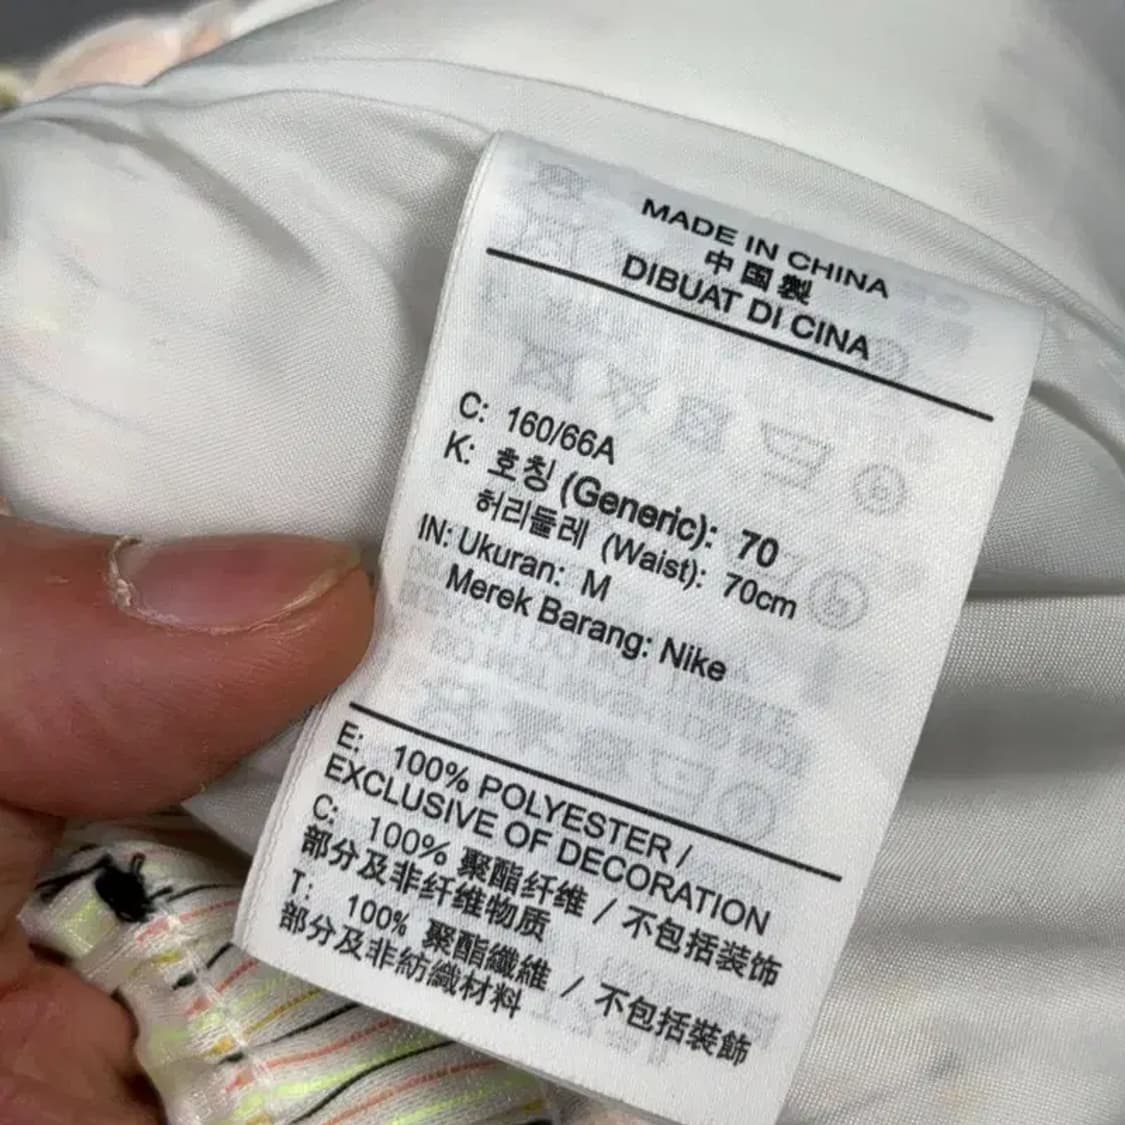 MADE IN CHINA
中国製
DIBUAT DI CINA
C: 160/66A
K: 호칭 (Generic): 70
허리둘레 (Waist): 70cm
IN: Ukuran: M
Merek Barang: Nike
E: 100% POLYESTER /
EXCLUSIVE OF DECORATION
C: 100% 聚酯纤维 / 不包括装饰
部分及非纤维物质
T: 100% 聚酯纖維 / 不包括裝飾
部分及非紡織材料